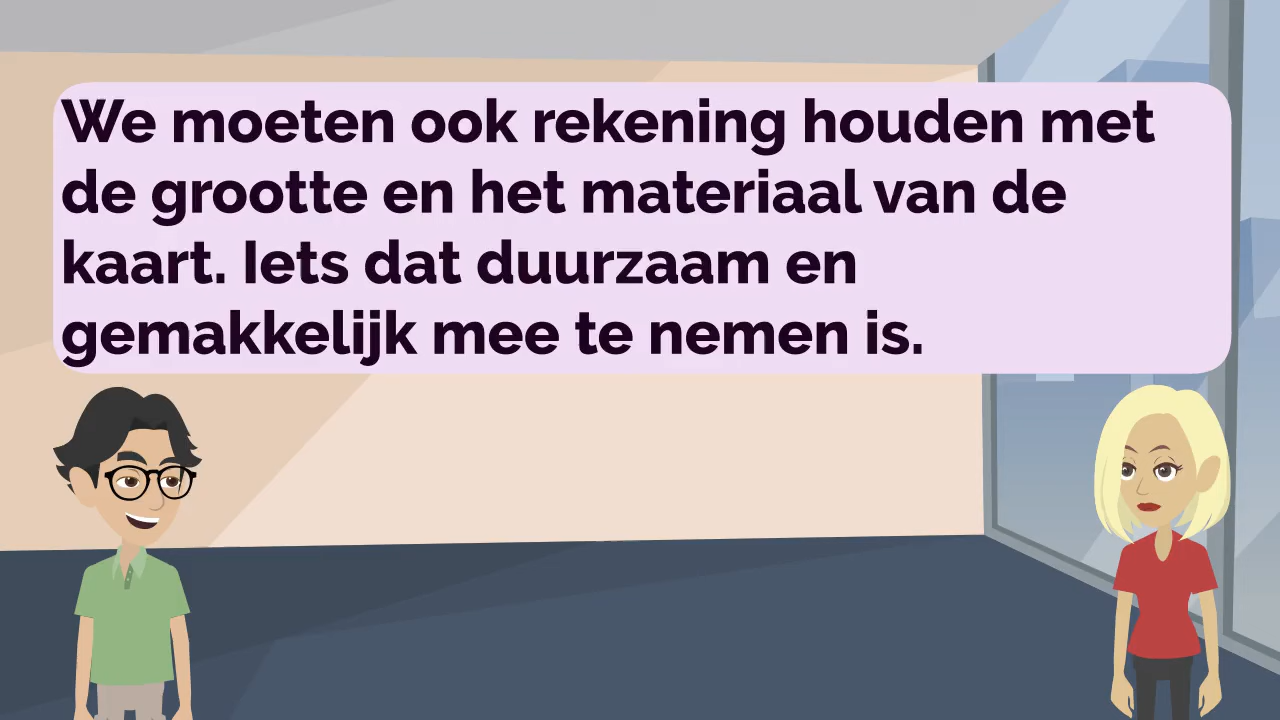 We moeten ook rekening houden met
de grootte en het materiaal van de
kaart. Iets dat duurzaam en
gemakkelijk mee te nemen is.